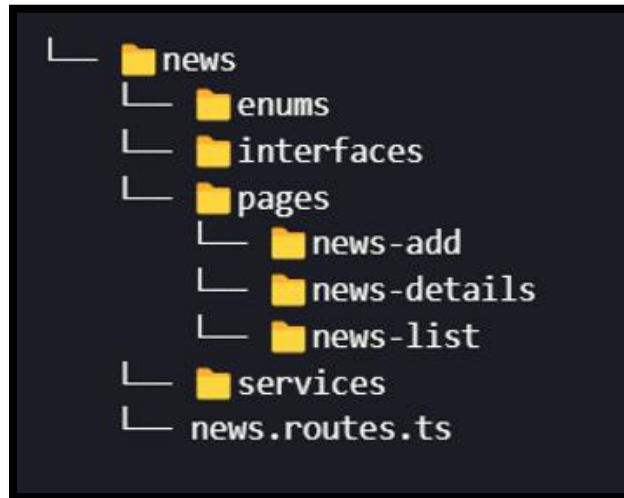 └── 📁news
└── 📁enums
└── 📁interfaces
└── 📁pages
└── 📁news-add
└── 📁news-details
└── 📁news-list
└── 📁services
└── news.routes.ts